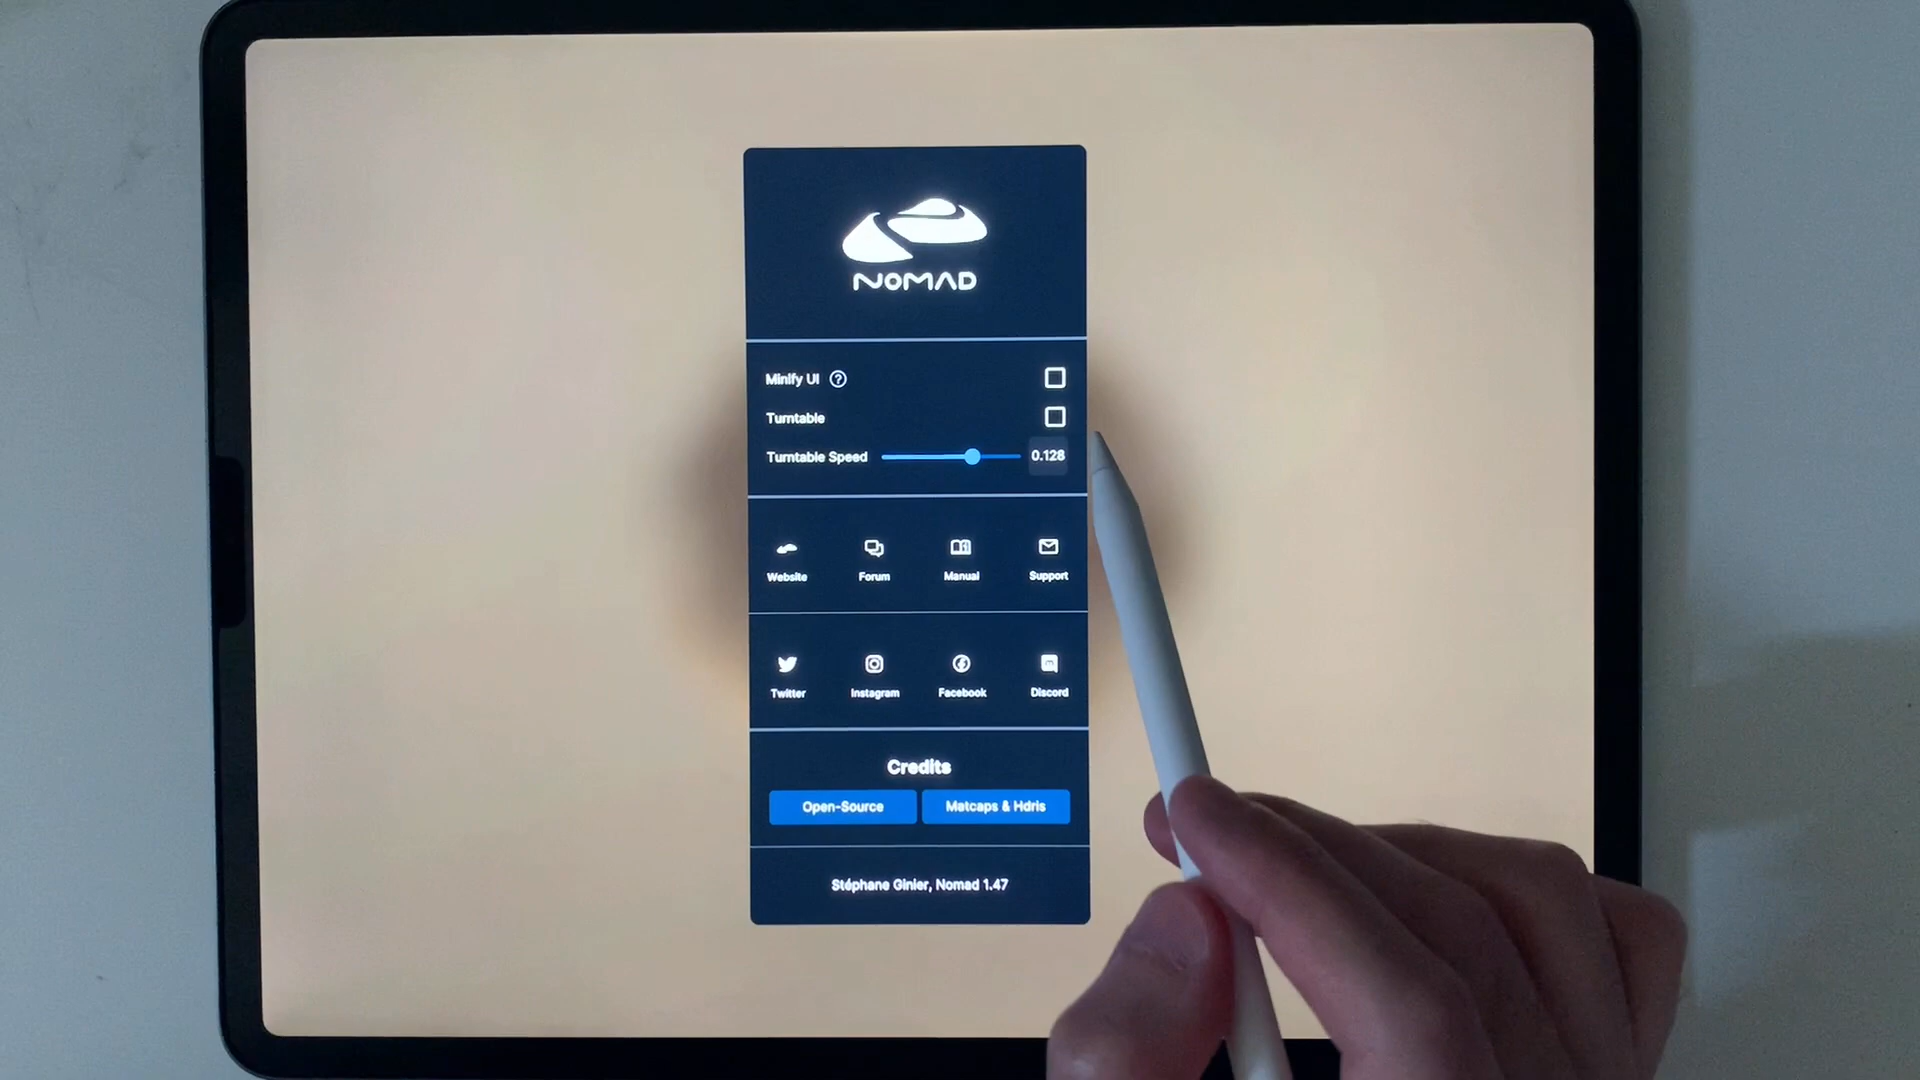 NOMAD
Minify UI
Turntable
Turntable Speed 0.128
Website Forum Manual Support
Twitter Instagram Facebook Discord
Credits
Open-Source Matcaps & Hdris
Stéphane Ginier, Nomad 1.47